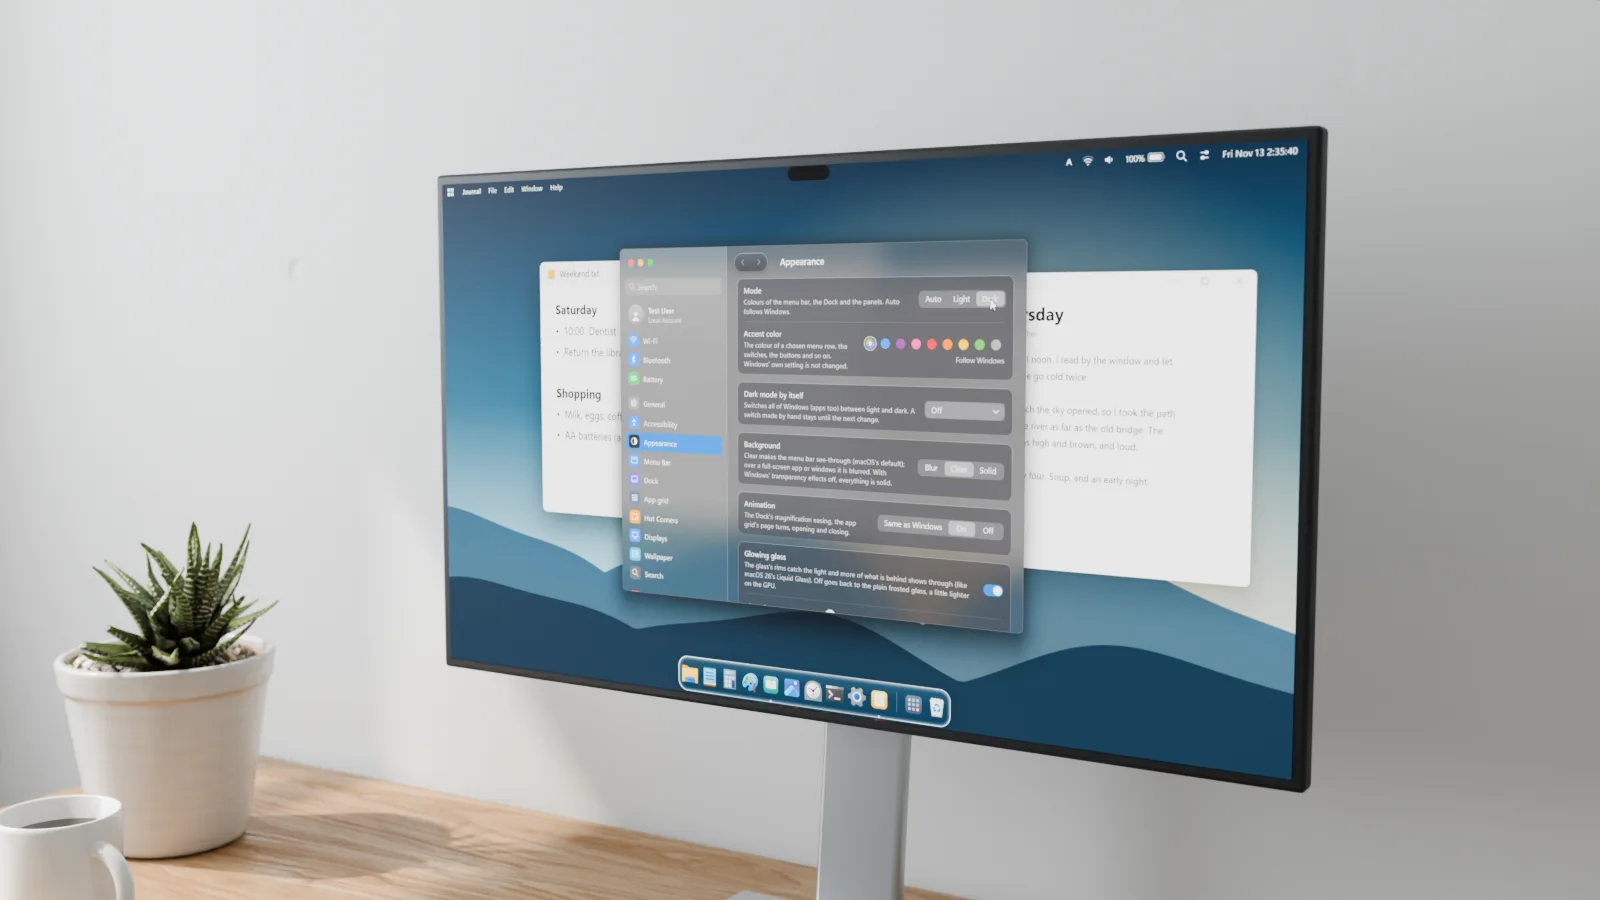 Journal File Edit Window Help
A 100% Fri Nov 13 2:35:40
Weekend.txt
Saturday
• 10:00 Dentist
• Return the
Shopping
• Milk, eggs,
• AA batteries
Search
Test User
Local Account
Wi-Fi
Bluetooth
Battery
General
Accessibility
Appearance
Menu Bar
Dock
App grid
Hot Corners
Displays
Wallpaper
Search
Appearance
Mode
Colours of the menu bar, the Dock and the panels. Auto
follows Windows.
Auto Light Dark
Accent color
The colour of a chosen menu row, the
switches, the buttons and so on.
Windows' own setting is not changed.
Follow Windows
Dark mode by itself
Switches all of Windows (apps too) between light and dark. A
switch made by hand stays until the next change.
Off
Background
Clear makes the menu bar see-through (macOS's default);
over a full-screen app or windows it is blurred. With
Windows' transparency effects off, everything is solid.
Blur Clear Solid
Animation
The Dock's magnification easing, the app
grid's page turns, opening and closing.
Same as Windows On Off
Glowing glass
The glass's rims catch the light and more of what is behind shows through (like
macOS 26's Liquid Glass). Off goes back to the plain frosted glass, a little lighter
on the GPU.
rsday
noon, I read by the window and let
go cold twice
the sky opened, so I took the path
river as far as the old bridge. The
s high and brown, and loud.
four. Soup, and an early night.